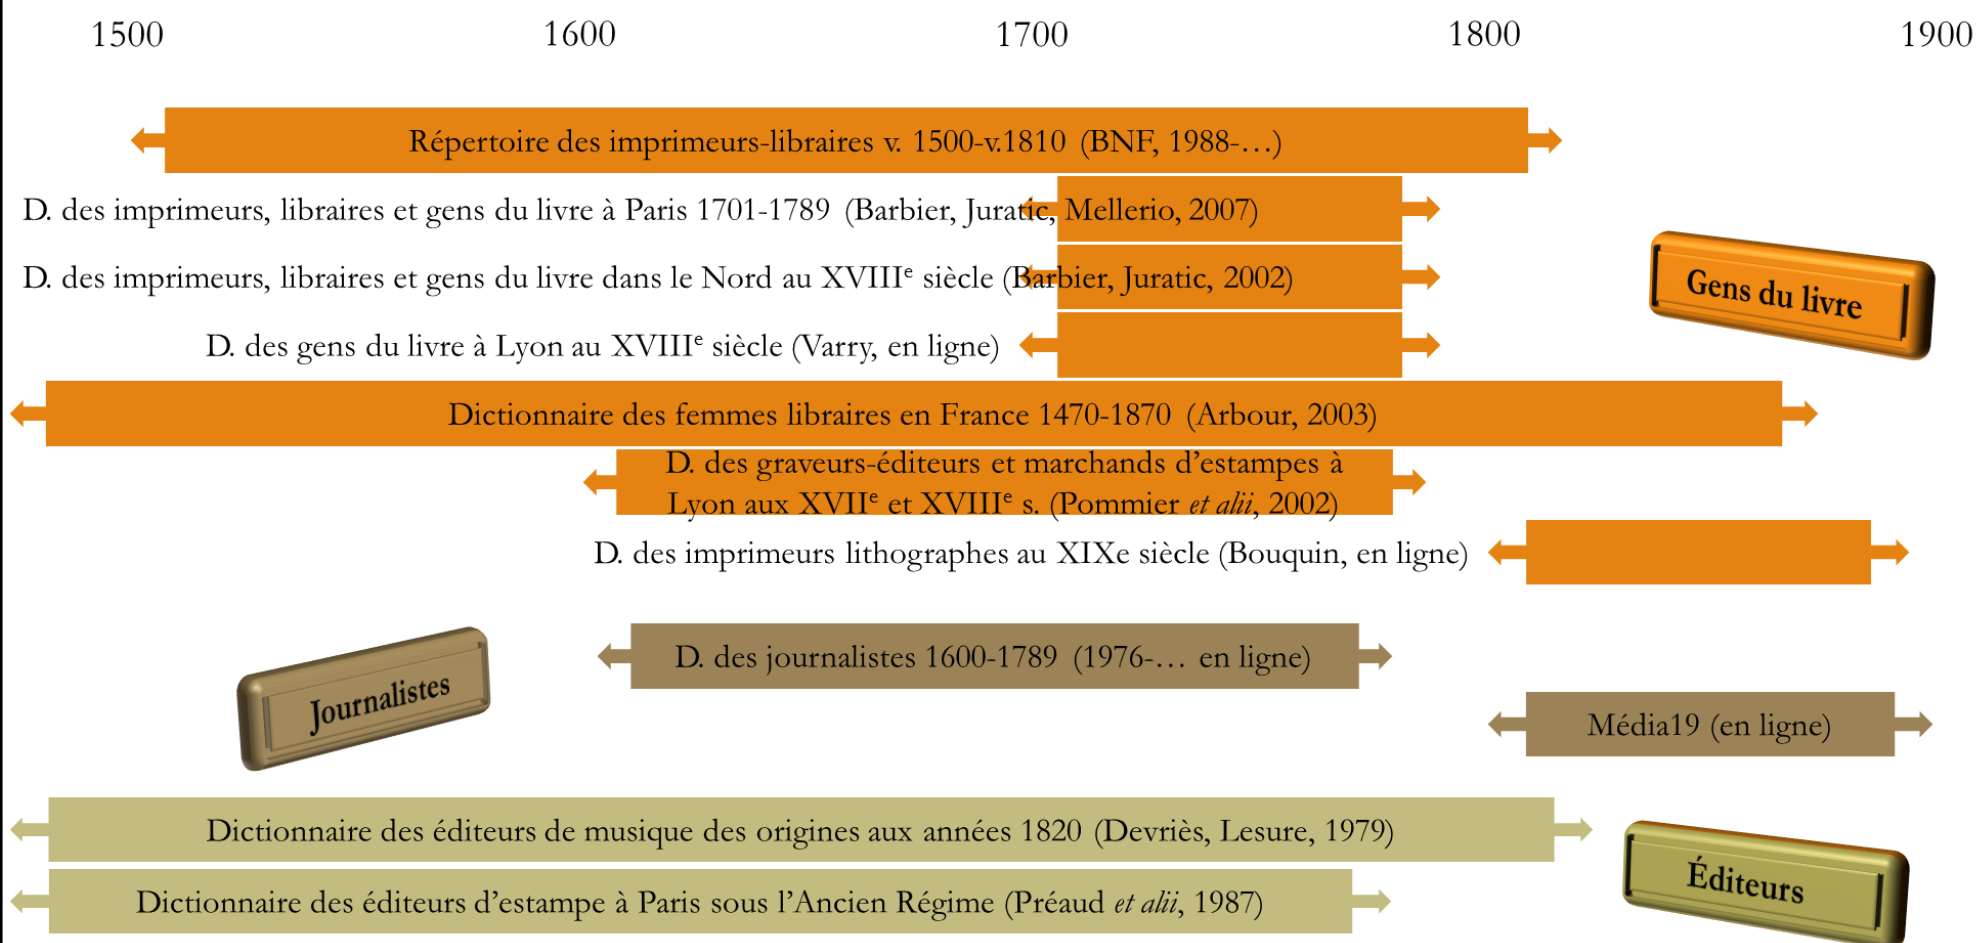 1500 1600 1700 1800 1900
Répertoire des imprimeurs-libraires v. 1500-v.1810 (BNF, 1988-…)
D. des imprimeurs, libraires et gens du livre à Paris 1701-1789 (Barbier, Juratic, Mellerio, 2007)
D. des imprimeurs, libraires et gens du livre dans le Nord au XVIIIᵉ siècle (Barbier, Juratic, 2002)
Gens du livre
D. des gens du livre à Lyon au XVIIIᵉ siècle (Varry, en ligne)
Dictionnaire des femmes libraires en France 1470-1870 (Arbour, 2003)
D. des graveurs-éditeurs et marchands d’estampes à
Lyon aux XVIIᵉ et XVIIIᵉ s. (Pommier et alii, 2002)
D. des imprimeurs lithographes au XIXe siècle (Bouquin, en ligne)
D. des journalistes 1600-1789 (1976-… en ligne)
Journalistes
Média19 (en ligne)
Dictionnaire des éditeurs de musique des origines aux années 1820 (Devriès, Lesure, 1979)
Éditeurs
Dictionnaire des éditeurs d’estampe à Paris sous l’Ancien Régime (Préaud et alii, 1987)